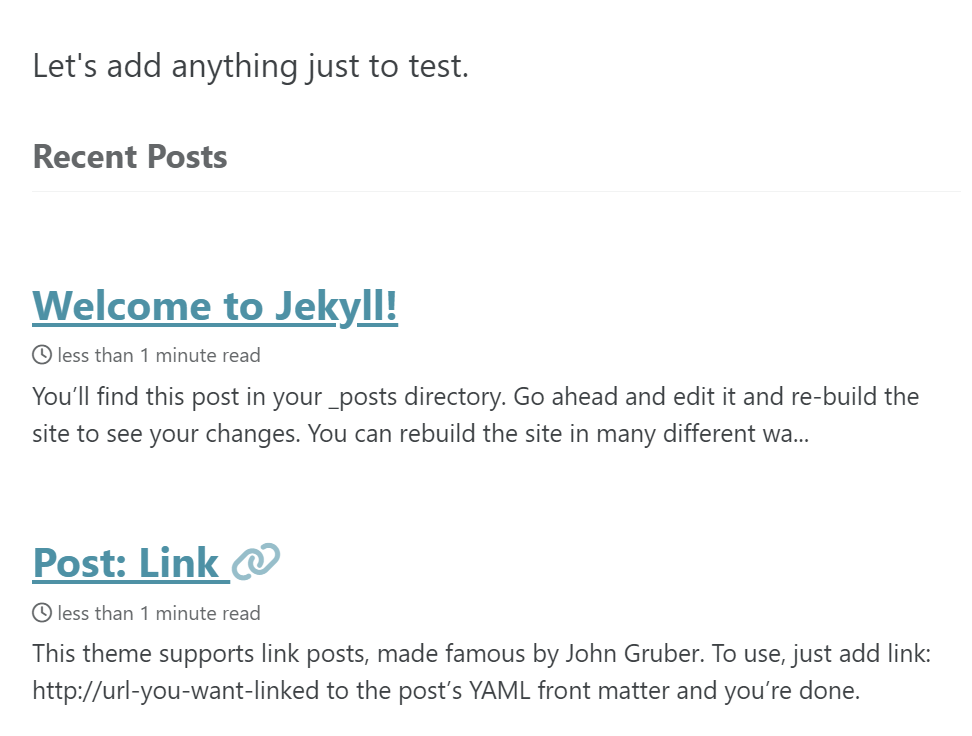 Let's add anything just to test.
Recent Posts
Welcome to Jekyll!
less than 1 minute read
You’ll find this post in your _posts directory. Go ahead and edit it and re-build the
site to see your changes. You can rebuild the site in many different wa...
Post: Link
less than 1 minute read
This theme supports link posts, made famous by John Gruber. To use, just add link:
http://url-you-want-linked to the post’s YAML front matter and you’re done.